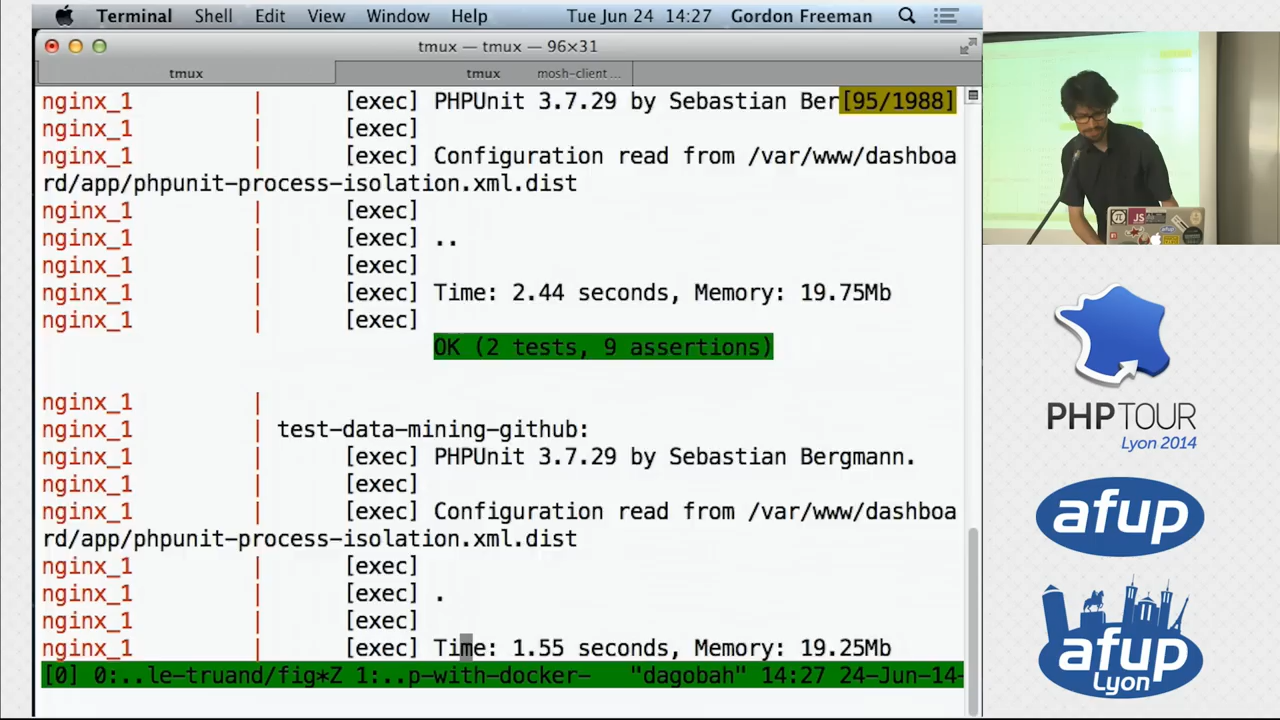 Terminal Shell Edit View Window Help Tue Jun 24 14:27 Gordon Freeman
tmux — tmux — 96×31
tmux tmux mosh-client ...
nginx_1 | [exec] PHPUnit 3.7.29 by Sebastian Ber[95/1988]
nginx_1 | [exec]
nginx_1 | [exec] Configuration read from /var/www/dashboa
rd/app/phpunit-process-isolation.xml.dist
nginx_1 | [exec]
nginx_1 | [exec] ..
nginx_1 | [exec]
nginx_1 | [exec] Time: 2.44 seconds, Memory: 19.75Mb
nginx_1 | [exec]
OK (2 tests, 9 assertions)
nginx_1 |
nginx_1 | test-data-mining-github:
nginx_1 | [exec] PHPUnit 3.7.29 by Sebastian Bergmann.
nginx_1 | [exec]
nginx_1 | [exec] Configuration read from /var/www/dashboa
rd/app/phpunit-process-isolation.xml.dist
nginx_1 | [exec]
nginx_1 | [exec] .
nginx_1 | [exec]
nginx_1 | [exec] Time: 1.55 seconds, Memory: 19.25Mb
[0] 0:..le-truand/fig*Z 1:..p-with-docker- "dagobah" 14:27 24-Jun-14-
JS
afup
PHP TOUR
Lyon 2014
afup
afup
Lyon